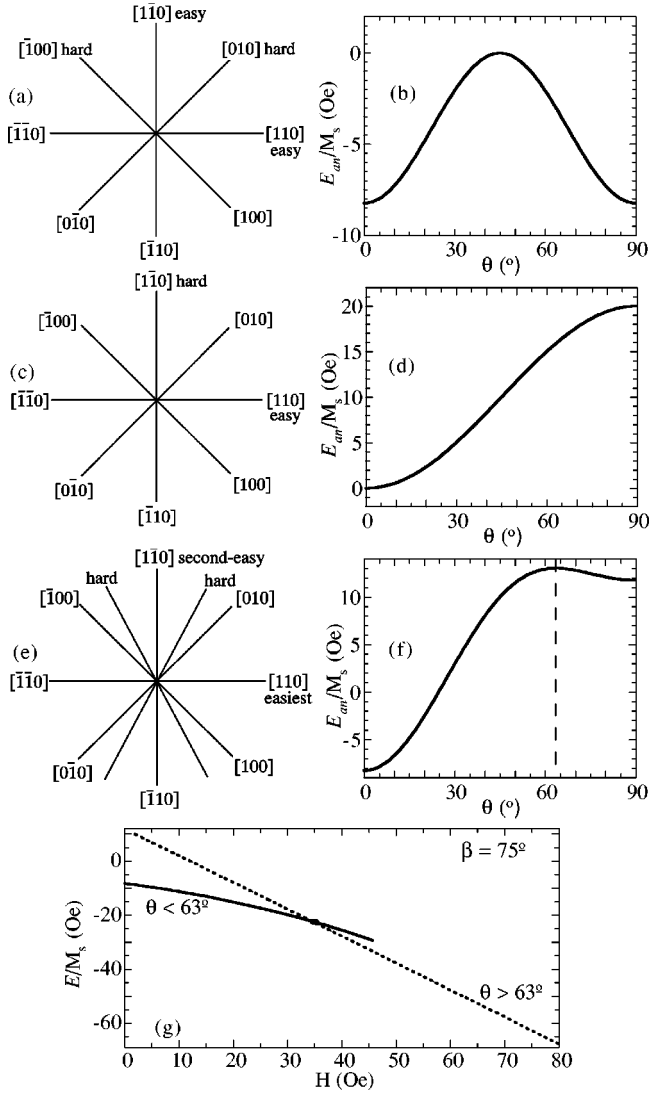 [11̄0] easy
[1̄00] hard
[010] hard
(a)
[1̄1̄0]
[110]
easy
[01̄0]
[100]
[1̄10]
(b)
E_an/M_s (Oe)
0
-5
-10
0 30 60 90
θ (°)
[11̄0] hard
[1̄00]
[010]
(c)
[1̄1̄0]
[110]
easy
[01̄0]
[100]
[1̄10]
(d)
E_an/M_s (Oe)
20
15
10
5
0
0 30 60 90
θ (°)
[11̄0] second-easy
hard
hard
[1̄00]
[010]
(e)
[1̄1̄0]
[110]
easiest
[01̄0]
[100]
[1̄10]
(f)
E_an/M_s (Oe)
10
5
0
-5
0 30 60 90
θ (°)
β = 75º
E/M_s (Oe)
0
-20
-40
-60
θ < 63º
θ > 63º
(g)
0 10 20 30 40 50 60 70 80
H (Oe)